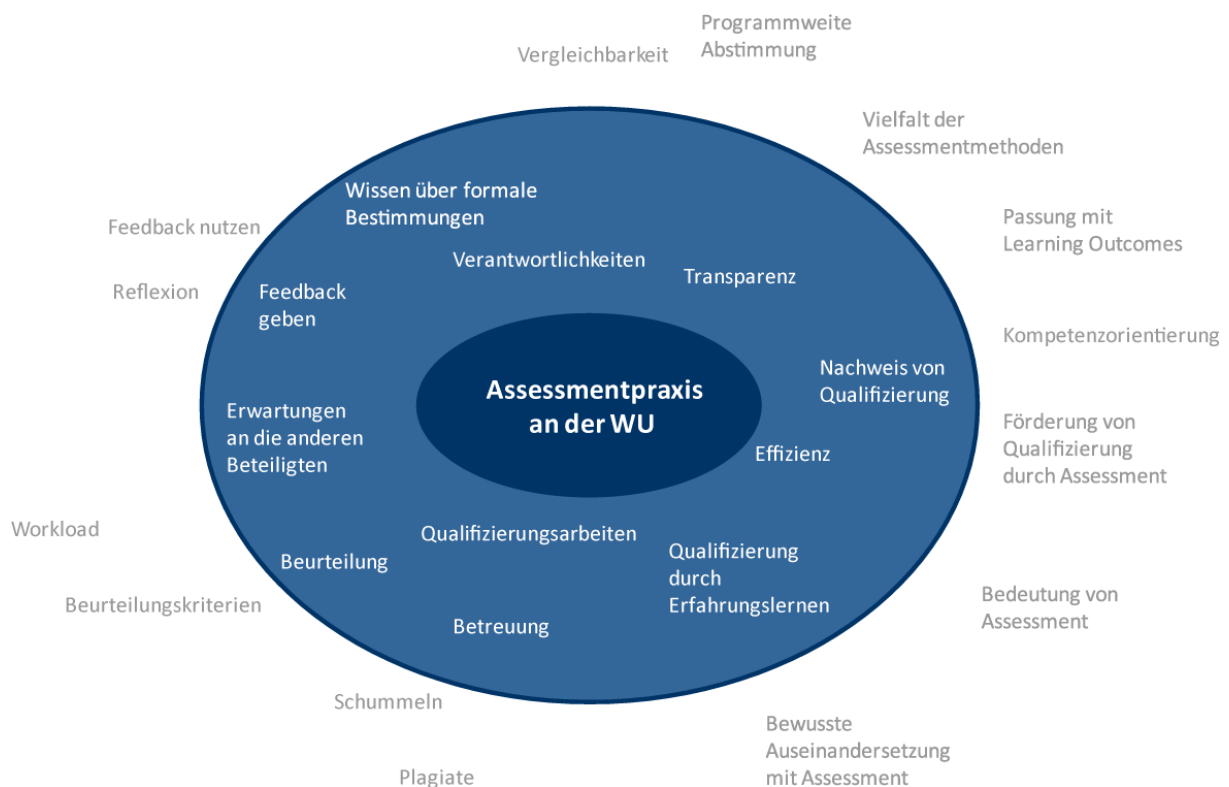 Programmweite
Abstimmung
Vergleichbarkeit
Vielfalt der
Assessmentmethoden
Wissen über formale
Bestimmungen
Feedback nutzen
Passung mit
Learning Outcomes
Verantwortlichkeiten
Transparenz
Reflexion
Feedback
geben
Kompetenzorientierung
Nachweis von
Qualifizierung
Assessmentpraxis
an der WU
Erwartungen
an die anderen
Beteiligten
Effizienz
Förderung von
Qualifizierung
durch Assessment
Workload
Qualifizierungsarbeiten
Beurteilung
Qualifizierung
durch
Erfahrungslernen
Beurteilungskriterien
Betreuung
Bedeutung von
Assessment
Schummeln
Bewusste
Auseinandersetzung
mit Assessment
Plagiate